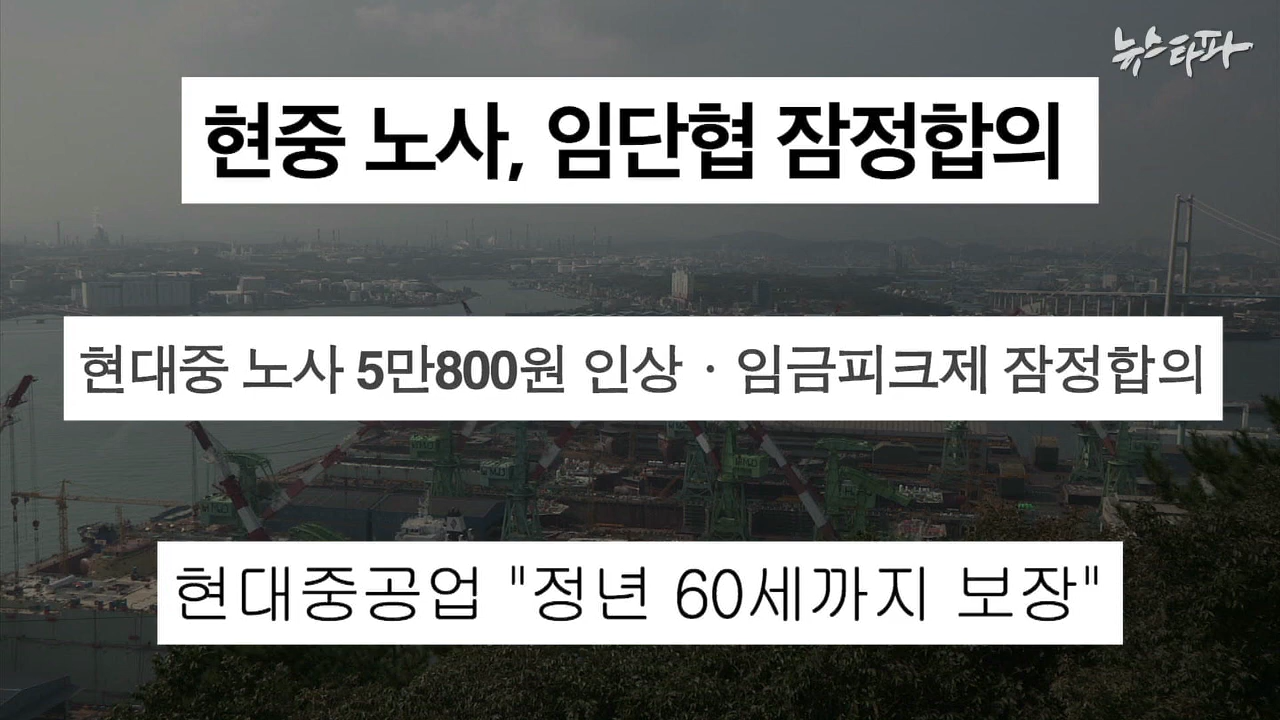 뉴스타파
현중 노사, 임단협 잠정합의
현대중 노사 5만800원 인상 · 임금피크제 잠정합의
현대중공업 "정년 60세까지 보장"